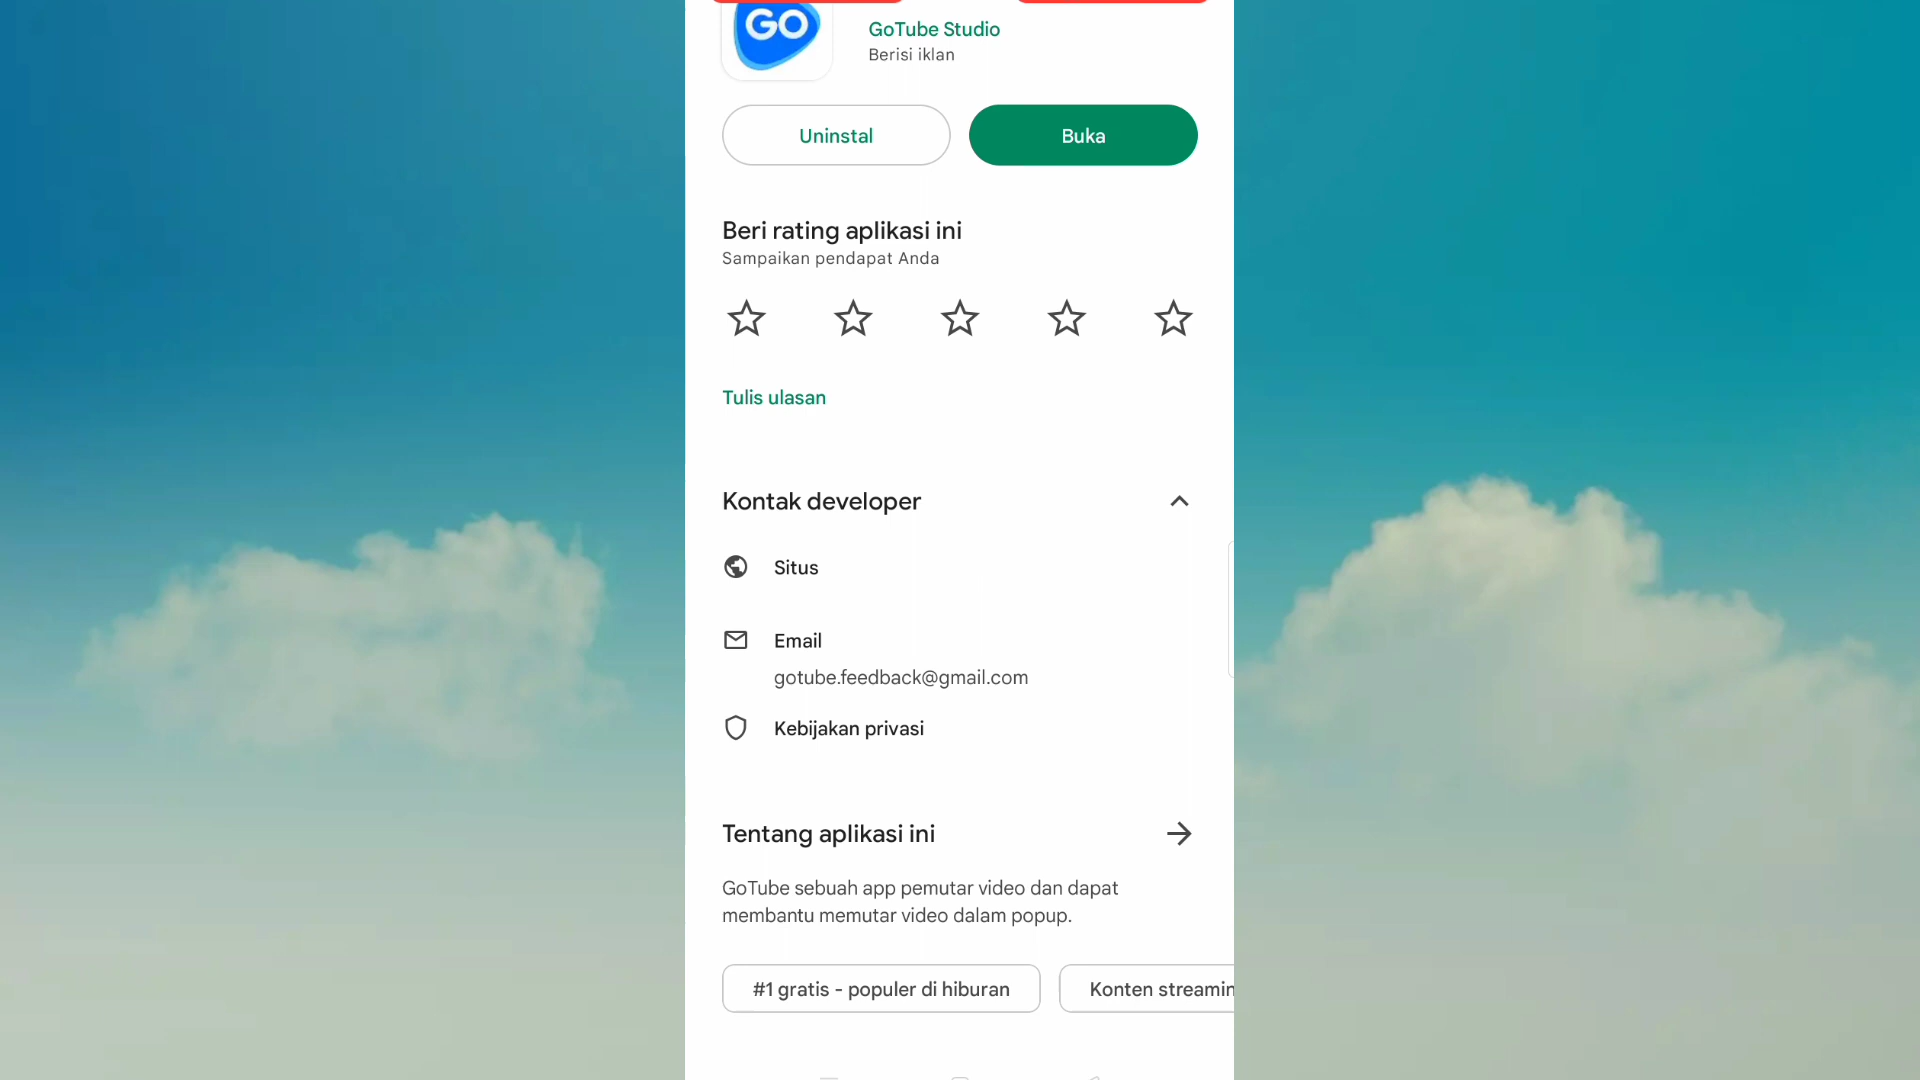 GO
GoTube Studio
Berisi iklan
Uninstal
Buka
Beri rating aplikasi ini
Sampaikan pendapat Anda
Tulis ulasan
Kontak developer
Situs
Email
gotube.feedback@gmail.com
Kebijakan privasi
Tentang aplikasi ini
GoTube sebuah app pemutar video dan dapat
membantu memutar video dalam popup.
#1 gratis - populer di hiburan
Konten streamin